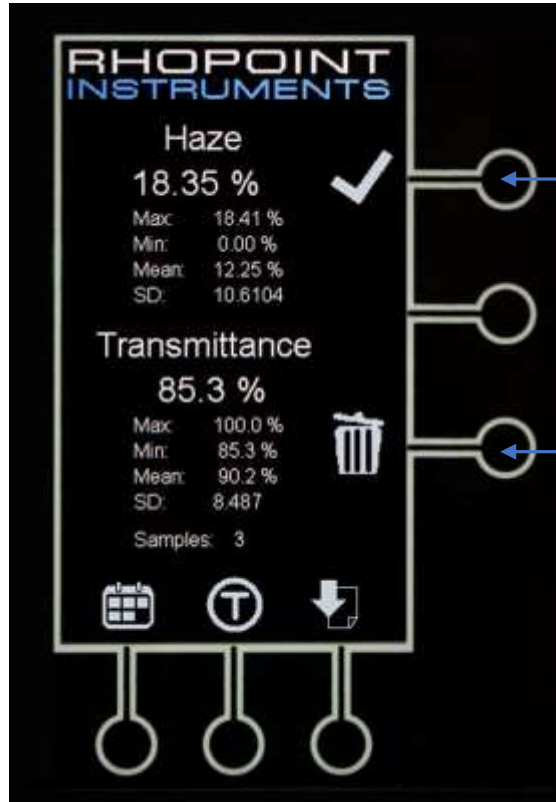 RHOPOINT
INSTRUMENTS
Haze
18.35 %
Max: 18.41 %
Min: 0.00 %
Mean: 12.25 %
SD: 10.6104
Transmittance
85.3 %
Max: 100.0 %
Min: 85.3 %
Mean: 90.2 %
SD: 8.487
Samples: 3
T